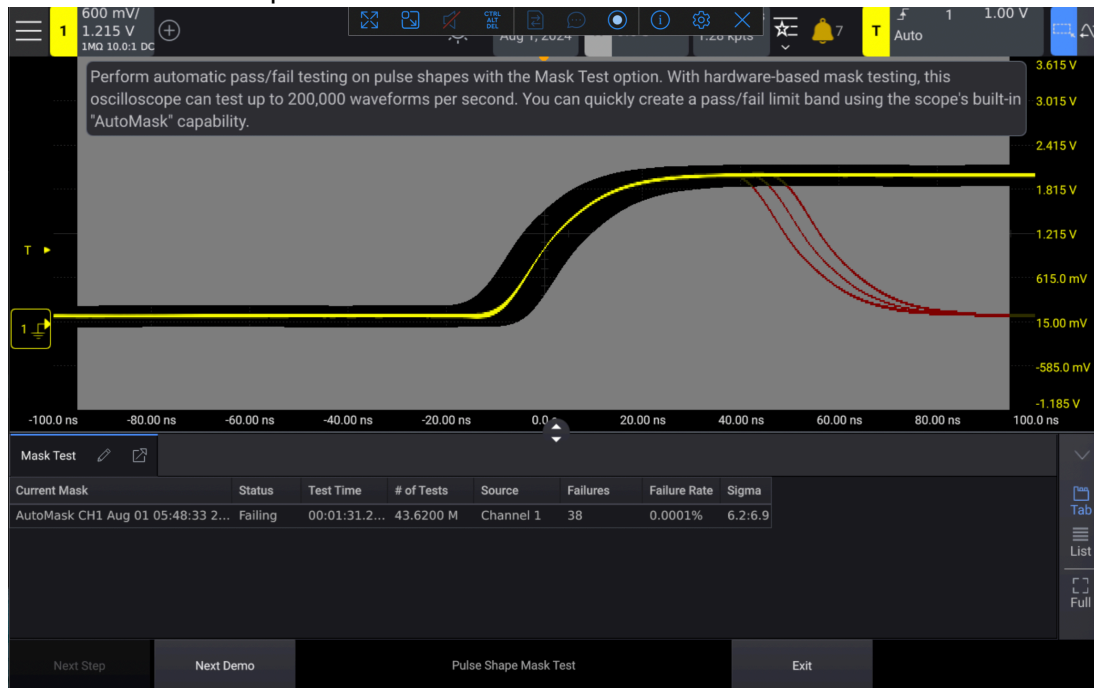 600 mV/
1
1.215 V
1MΩ 10.0:1 DC
CTRL
ALT
DEL
Aug 1, 2024
1.28 kpts
7
T
1
1.00 V
Auto
Perform automatic pass/fail testing on pulse shapes with the Mask Test option. With hardware-based mask testing, this
oscilloscope can test up to 200,000 waveforms per second. You can quickly create a pass/fail limit band using the scope's built-in
"AutoMask" capability.
3.615 V
3.015 V
2.415 V
1.815 V
1.215 V
615.0 mV
15.00 mV
-585.0 mV
-1.185 V
T
1
-100.0 ns -80.00 ns -60.00 ns -40.00 ns -20.00 ns 0.0 20.00 ns 40.00 ns 60.00 ns 80.00 ns 100.0 ns
Mask Test
Current Mask Status Test Time # of Tests Source Failures Failure Rate Sigma
AutoMask CH1 Aug 01 05:48:33 2... Failing 00:01:31.2... 43.6200 M Channel 1 38 0.0001% 6.2:6.9
Tab
List
Full
Next Step Next Demo Pulse Shape Mask Test Exit